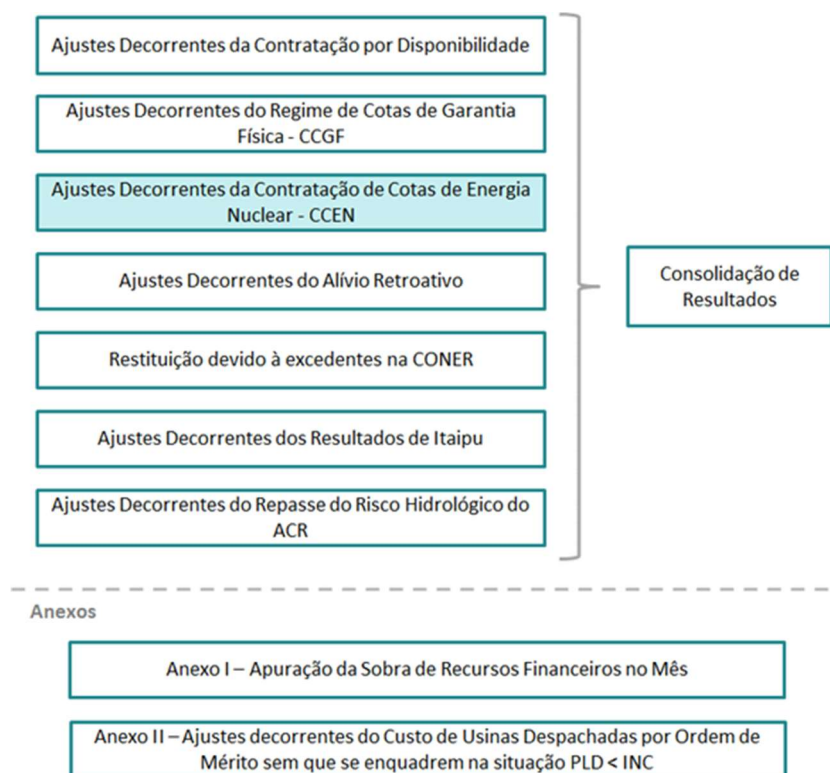 Ajustes Decorrentes da Contratação por Disponibilidade
Ajustes Decorrentes do Regime de Cotas de Garantia
Física - CCGF
Ajustes Decorrentes da Contratação de Cotas de Energia
Nuclear - CCEN
Ajustes Decorrentes do Alívio Retroativo
Restituição devido à excedentes na CONER
Ajustes Decorrentes dos Resultados de Itaipu
Ajustes Decorrentes do Repasse do Risco Hidrológico do
ACR
Consolidação de
Resultados
Anexos
Anexo I – Apuração da Sobra de Recursos Financeiros no Mês
Anexo II – Ajustes decorrentes do Custo de Usinas Despachadas por Ordem de
Mérito sem que se enquadrem na situação PLD < INC